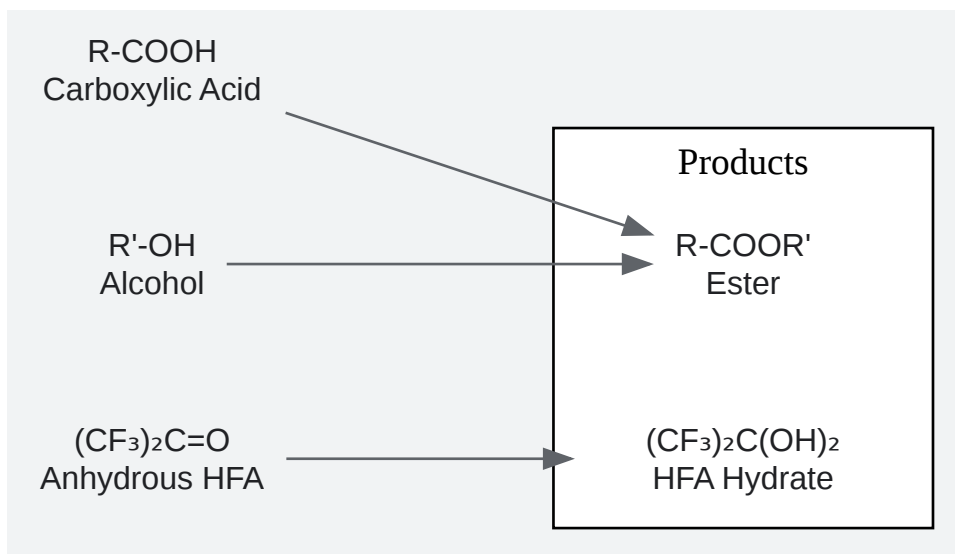 R-COOH
Carboxylic Acid
Products
R'-OH
Alcohol
R-COOR'
Ester
(CF₃)₂C=O
Anhydrous HFA
(CF₃)₂C(OH)₂
HFA Hydrate